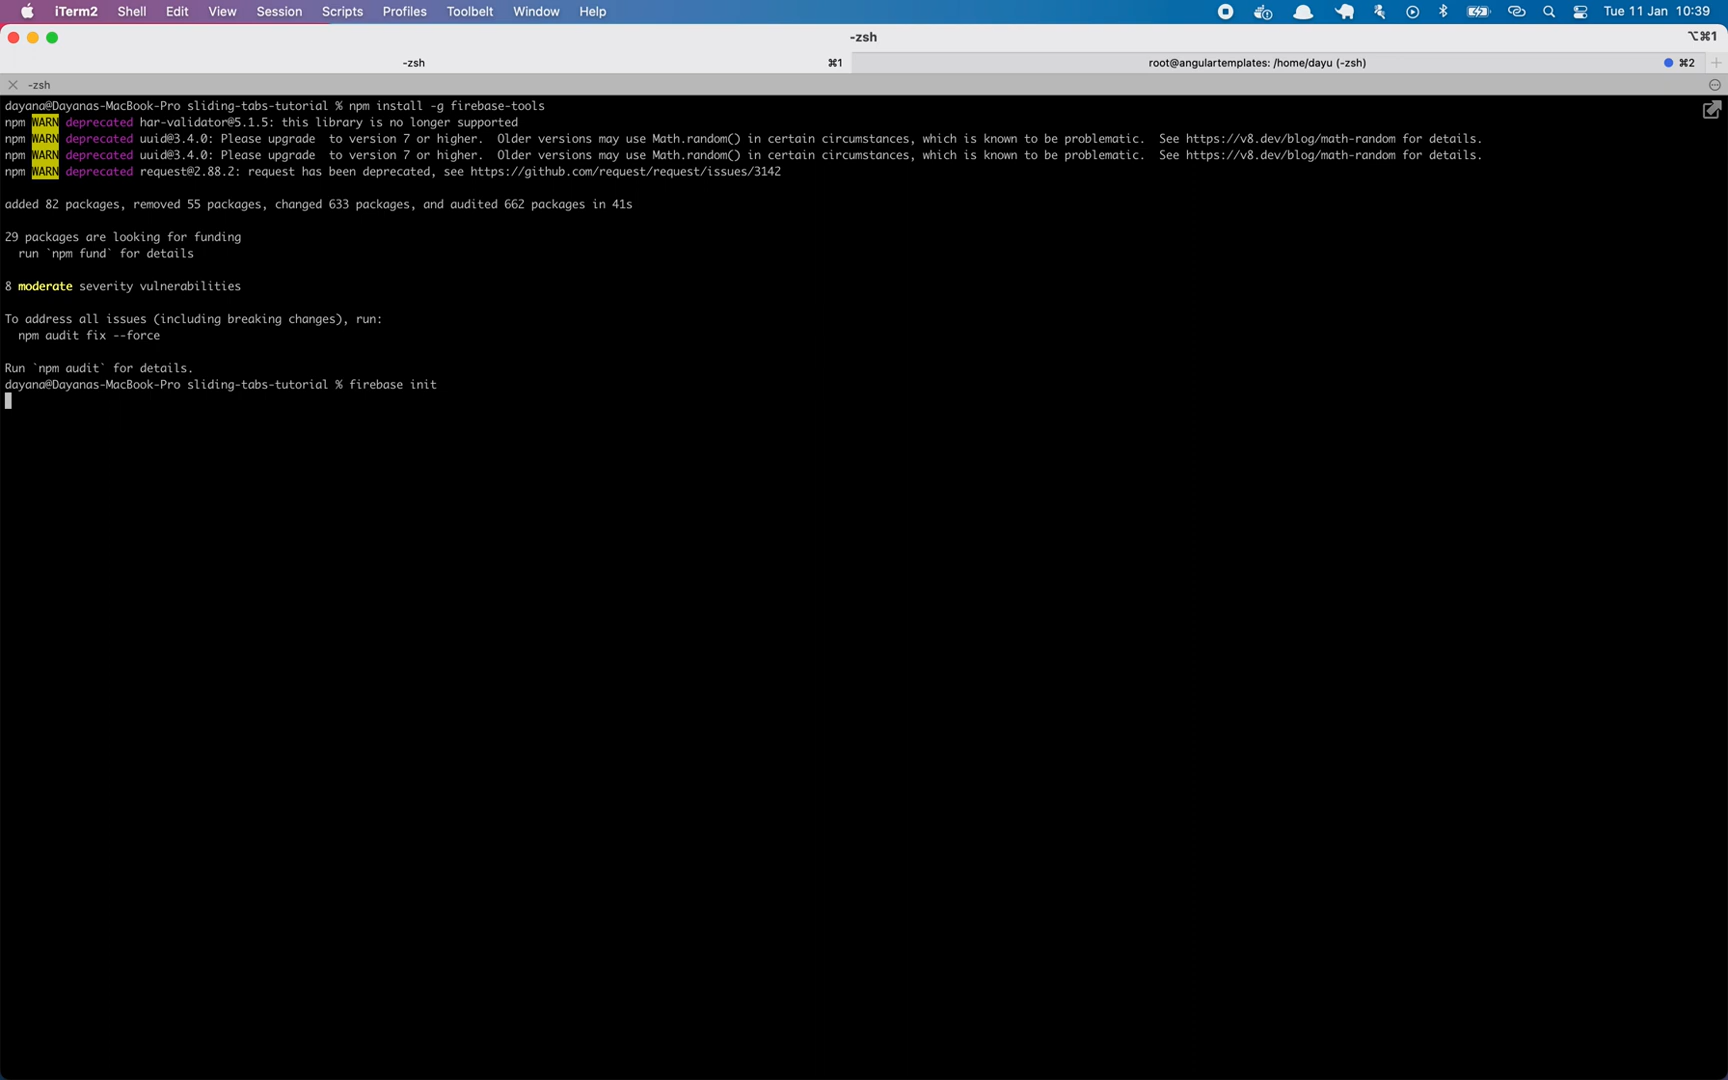 iTerm2 Shell Edit View Session Scripts Profiles Toolbelt Window Help Tue 11 Jan 10:39
-zsh ⌥⌘1
-zsh ⌘1 root@angulartemplates: /home/dayu (-zsh) ⌘2
-zsh
dayana@Dayanas-MacBook-Pro sliding-tabs-tutorial % npm install -g firebase-tools
npm WARN deprecated har-validator@5.1.5: this library is no longer supported
npm WARN deprecated uuid@3.4.0: Please upgrade  to version 7 or higher.  Older versions may use Math.random() in certain circumstances, which is known to be problematic.  See https://v8.dev/blog/math-random for details.
npm WARN deprecated uuid@3.4.0: Please upgrade  to version 7 or higher.  Older versions may use Math.random() in certain circumstances, which is known to be problematic.  See https://v8.dev/blog/math-random for details.
npm WARN deprecated request@2.88.2: request has been deprecated, see https://github.com/request/request/issues/3142
added 82 packages, removed 55 packages, changed 633 packages, and audited 662 packages in 41s
29 packages are looking for funding
run `npm fund` for details
8 moderate severity vulnerabilities
To address all issues (including breaking changes), run:
npm audit fix --force
Run `npm audit` for details.
dayana@Dayanas-MacBook-Pro sliding-tabs-tutorial % firebase init